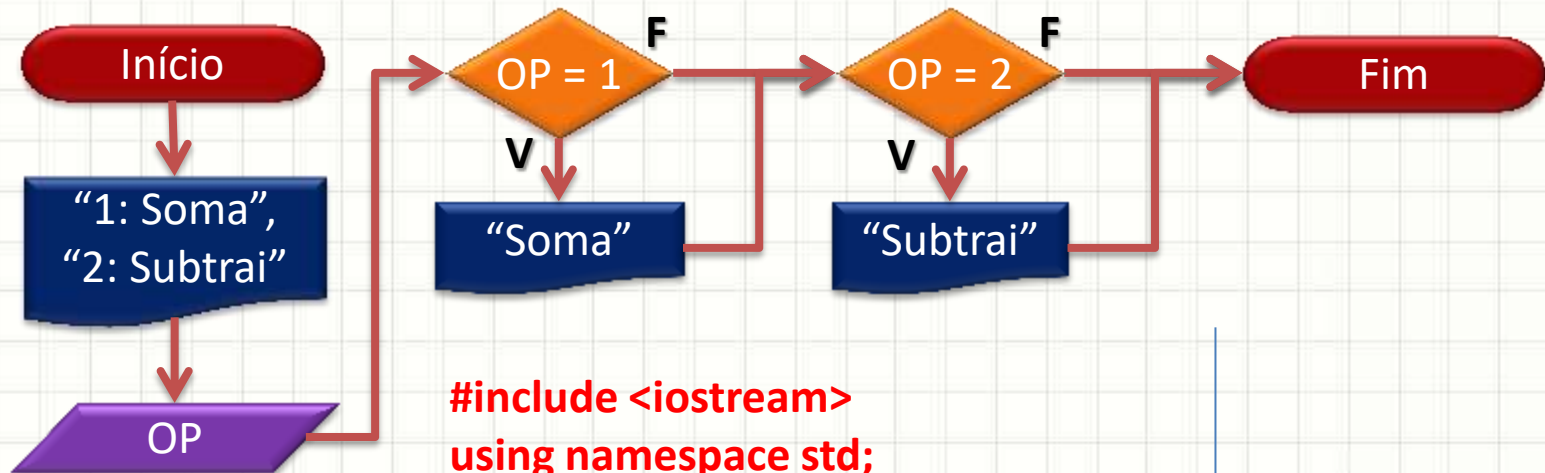 Início
“1: Soma”,
“2: Subtrai”
OP
OP = 1
F
V
“Soma”
OP = 2
F
V
“Subtrai”
Fim
#include <iostream>
using namespace std;